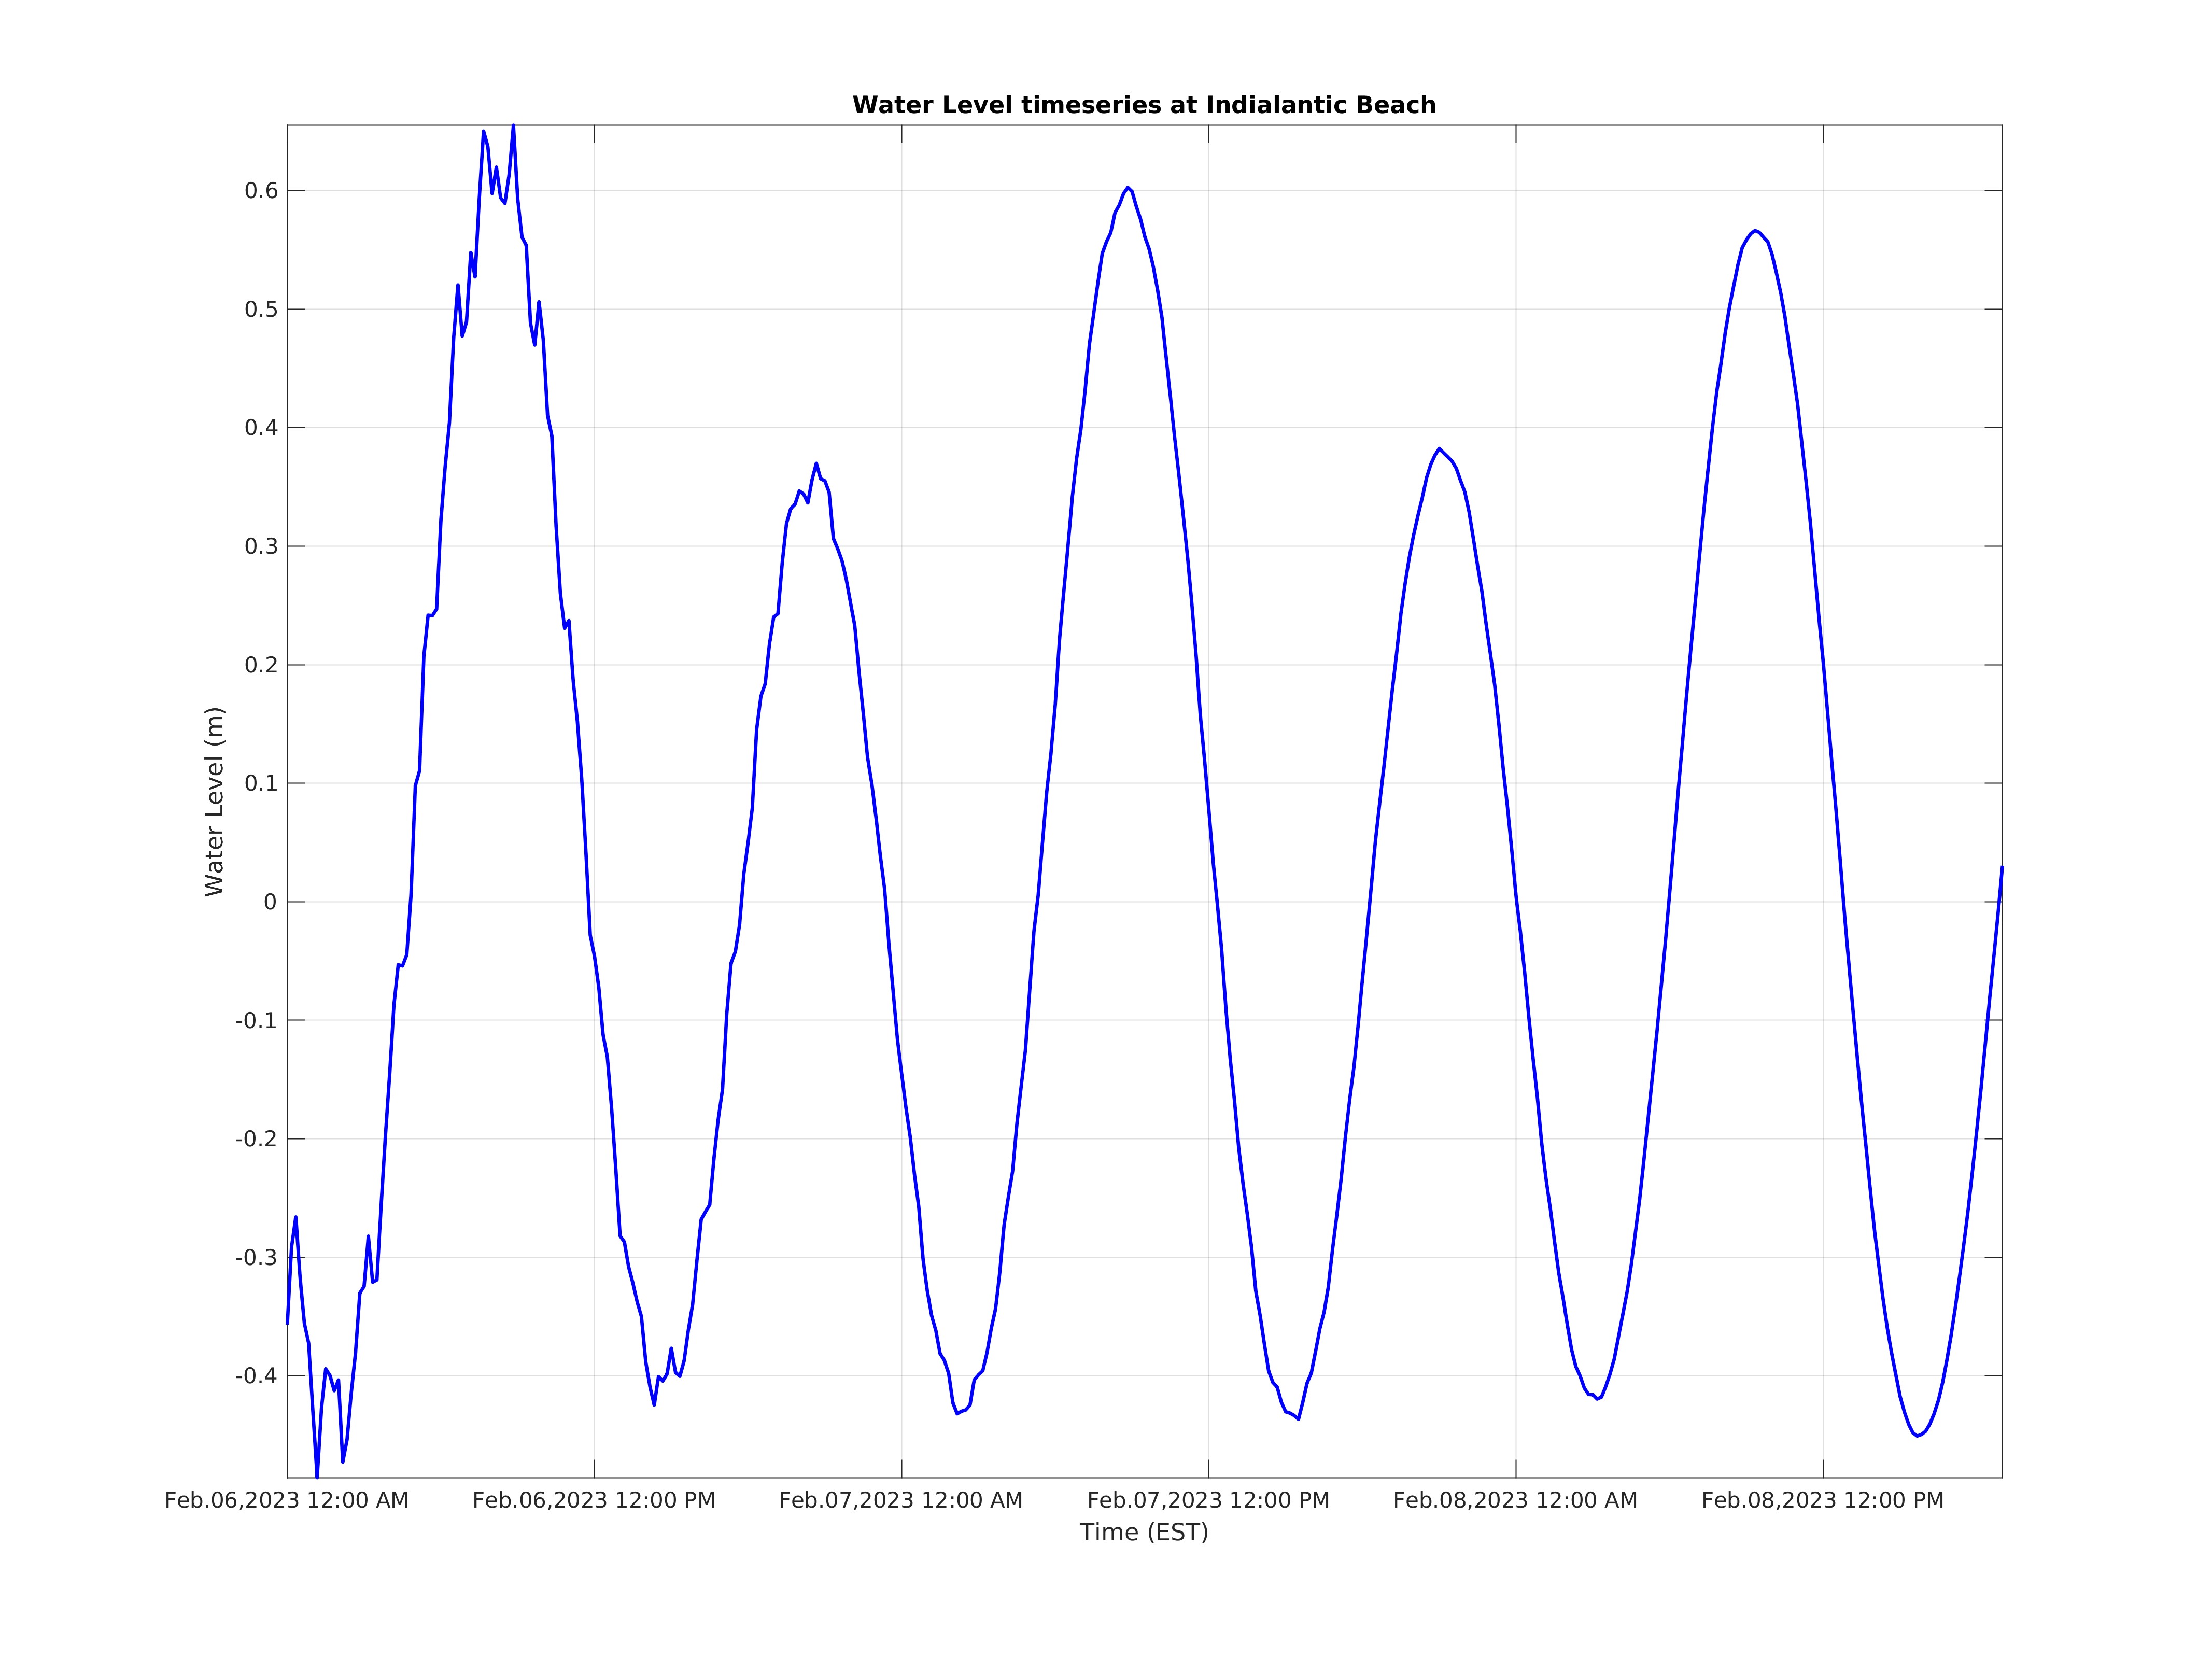 Water Level timeseries at Indialantic Beach
0.6
0.5
0.4
0.3
0.2
0.1
0
-0.1
-0.2
-0.3
-0.4
Water Level (m)
Feb.06,2023 12:00 AM Feb.06,2023 12:00 PM Feb.07,2023 12:00 AM Feb.07,2023 12:00 PM Feb.08,2023 12:00 AM Feb.08,2023 12:00 PM
Time (EST)